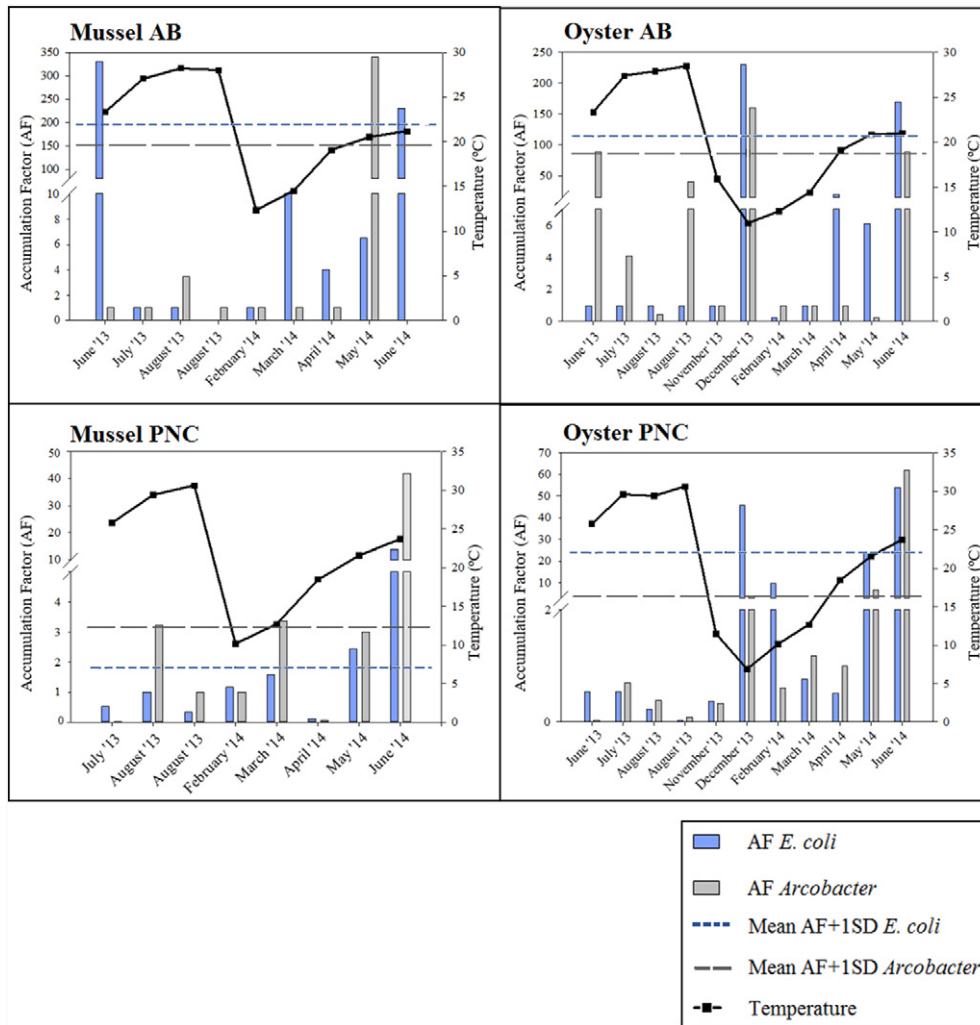 Mussel AB
Accumulation Factor (AF)
350
300
250
200
150
100
10
8
6
4
2
0
30
25
20
15
10
5
0
Temperature (ºC)
June '13
July '13
August '13
August '13
February '14
March '14
April '14
May '14
June '14
Oyster AB
Accumulation Factor (AF)
250
200
150
100
50
6
4
2
0
30
25
20
15
10
5
0
Temperature (ºC)
June '13
July '13
August '13
August '13
November '13
December '13
February '14
March '14
April '14
May '14
June '14
Mussel PNC
Accumulation Factor (AF)
50
40
30
20
10
4
3
2
1
0
35
30
25
20
15
10
5
0
Temperature (ºC)
July '13
August '13
August '13
February '14
March '14
April '14
May '14
June '14
Oyster PNC
Accumulation Factor (AF)
70
60
50
40
30
20
10
2
0
35
30
25
20
15
10
5
0
Temperature (ºC)
June '13
July '13
August '13
August '13
November '13
December '13
February '14
March '14
April '14
May '14
June '14
AF E. coli
AF Arcobacter
Mean AF+1SD E. coli
Mean AF+1SD Arcobacter
Temperature